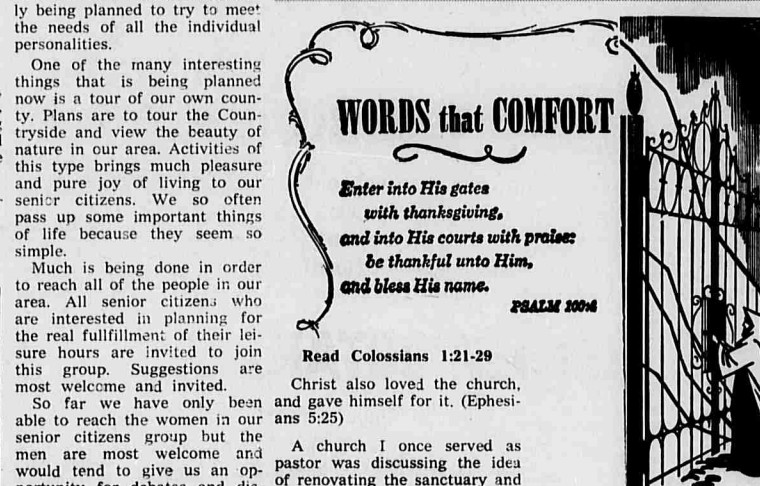 ly being planned to try to meet
the needs of all the individual
personalities.
One of the many interesting
things that is being planned
now is a tour of our own coun-
ty. Plans are to tour the Coun-
tryside and view the beauty of
nature in our area. Activities of
this type brings much pleasure
and pure joy of living to our
senior citizens. We so often
pass up some important things
of life because they seem so
simple.
Much is being done in order
to reach all of the people in our
area. All senior citizens who
are interested in planning for
the real fullfillment of their lei-
sure hours are invited to join
this group. Suggestions are
most welcome and invited.
So far we have only been
able to reach the women in our
senior citizens group but the
men are most welcome and
would tend to give us an op-
portunity for debates and dis-
WORDS that COMFORT
Enter into His gates
with thanksgiving,
and into His courts with praise:
be thankful unto Him,
and bless His name.
PSALM 100:4
Read Colossians 1:21-29
Christ also loved the church,
and gave himself for it. (Ephesi-
ans 5:25)
A church I once served as
pastor was discussing the idea
of renovating the sanctuary and